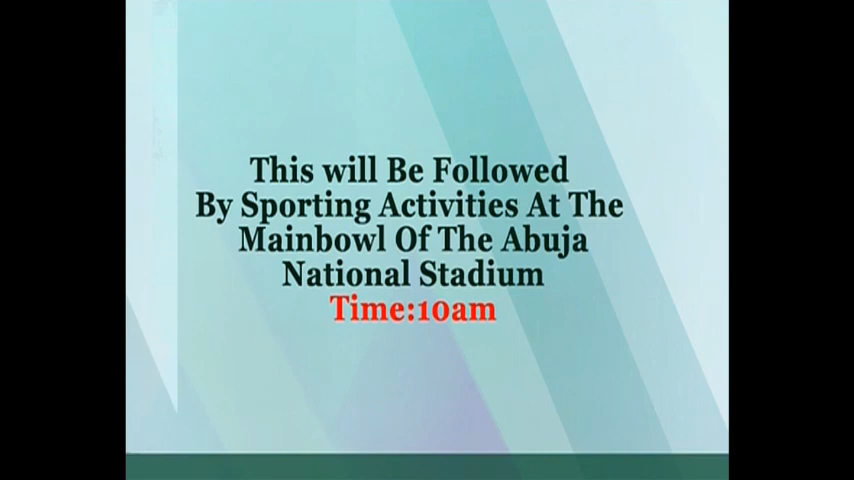 This will Be Followed
By Sporting Activities At The
Mainbowl Of The Abuja
National Stadium
Time:10am